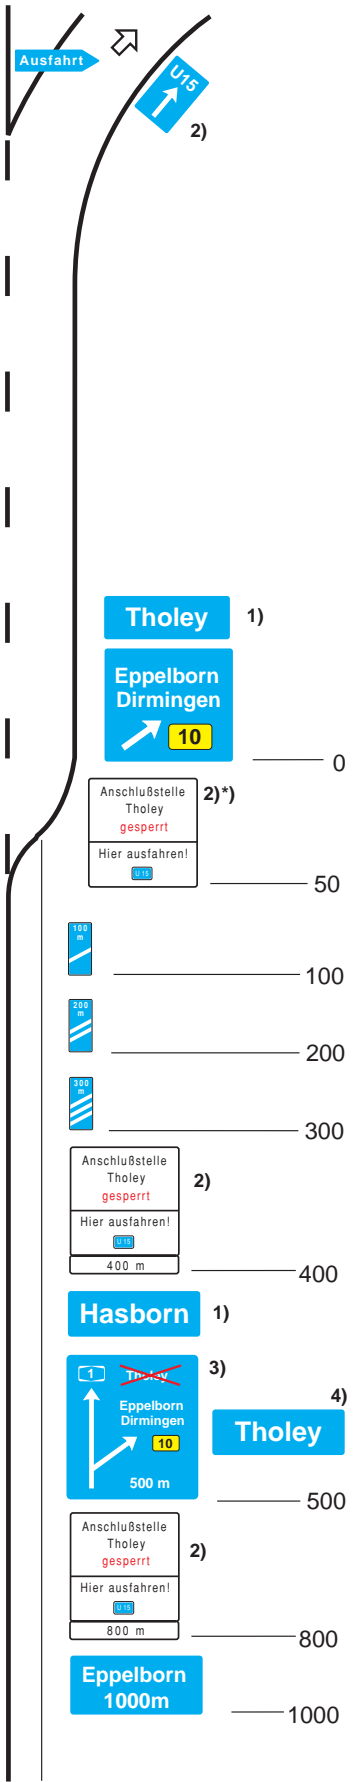 Ausfahrt
U15
2)
Tholey
1)
Eppelborn
Dirmingen
10
0
Anschlußstelle
Tholey
gesperrt
Hier ausfahren!
U 15
2)*)
50
100
m
100
200
m
200
300
m
300
Anschlußstelle
Tholey
gesperrt
Hier ausfahren!
U 15
400 m
2)
400
Hasborn
1)
1
Tholey
3)
Eppelborn
Dirmingen
10
500 m
4)
Tholey
500
Anschlußstelle
Tholey
gesperrt
Hier ausfahren!
U 15
800 m
2)
800
Eppelborn
1000m
1000